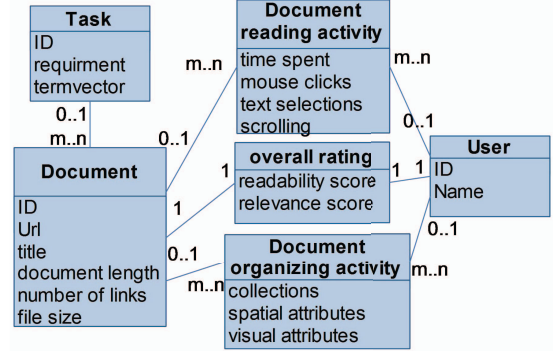 Task
ID
requirment
termvector
0..1
m..n
Document
ID
Url
title
document length
number of links
file size
Document
reading activity
time spent
mouse clicks
text selections
scrolling
m..n
0..1
m..n
0..1
overall rating
readability score
relevance score
1
1
1
1
User
ID
Name
Document
organizing activity
collections
spatial attributes
visual attributes
0..1
m..n
0..1
m..n